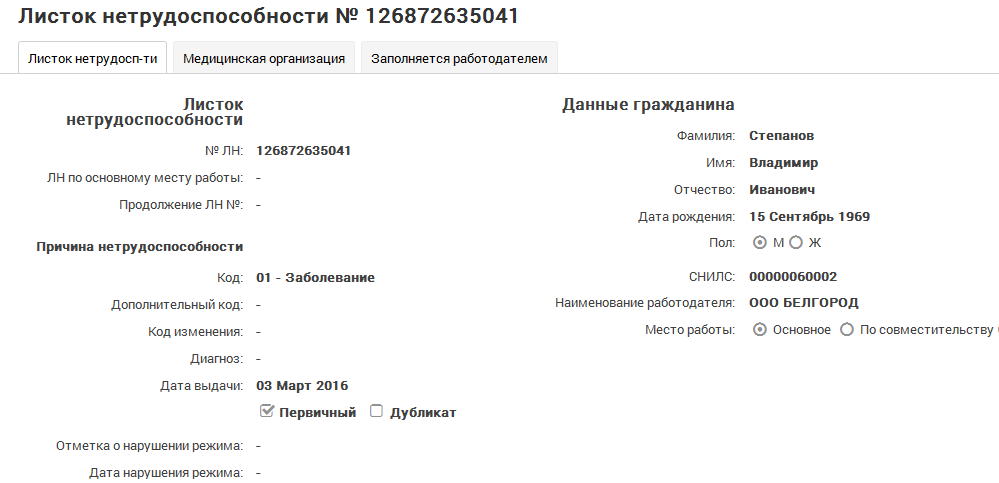 Листок нетрудоспособности № 126872635041
Листок нетрудосп-ти
Медицинская организация
Заполняется работодателем
Листок
нетрудоспособности
№ ЛН: 126872635041
ЛН по основному месту работы: -
Продолжение ЛН №: -
Причина нетрудоспособности
Код: 01 - Заболевание
Дополнительный код: -
Код изменения: -
Диагноз: -
Дата выдачи: 03 Март 2016
Первичный Дубликат
Отметка о нарушении режима: -
Дата нарушения режима: -
Данные гражданина
Фамилия: Степанов
Имя: Владимир
Отчество: Иванович
Дата рождения: 15 Сентябрь 1969
Пол: М Ж
СНИЛС: 00000060002
Наименование работодателя: ООО БЕЛГОРОД
Место работы: Основное По совместительству